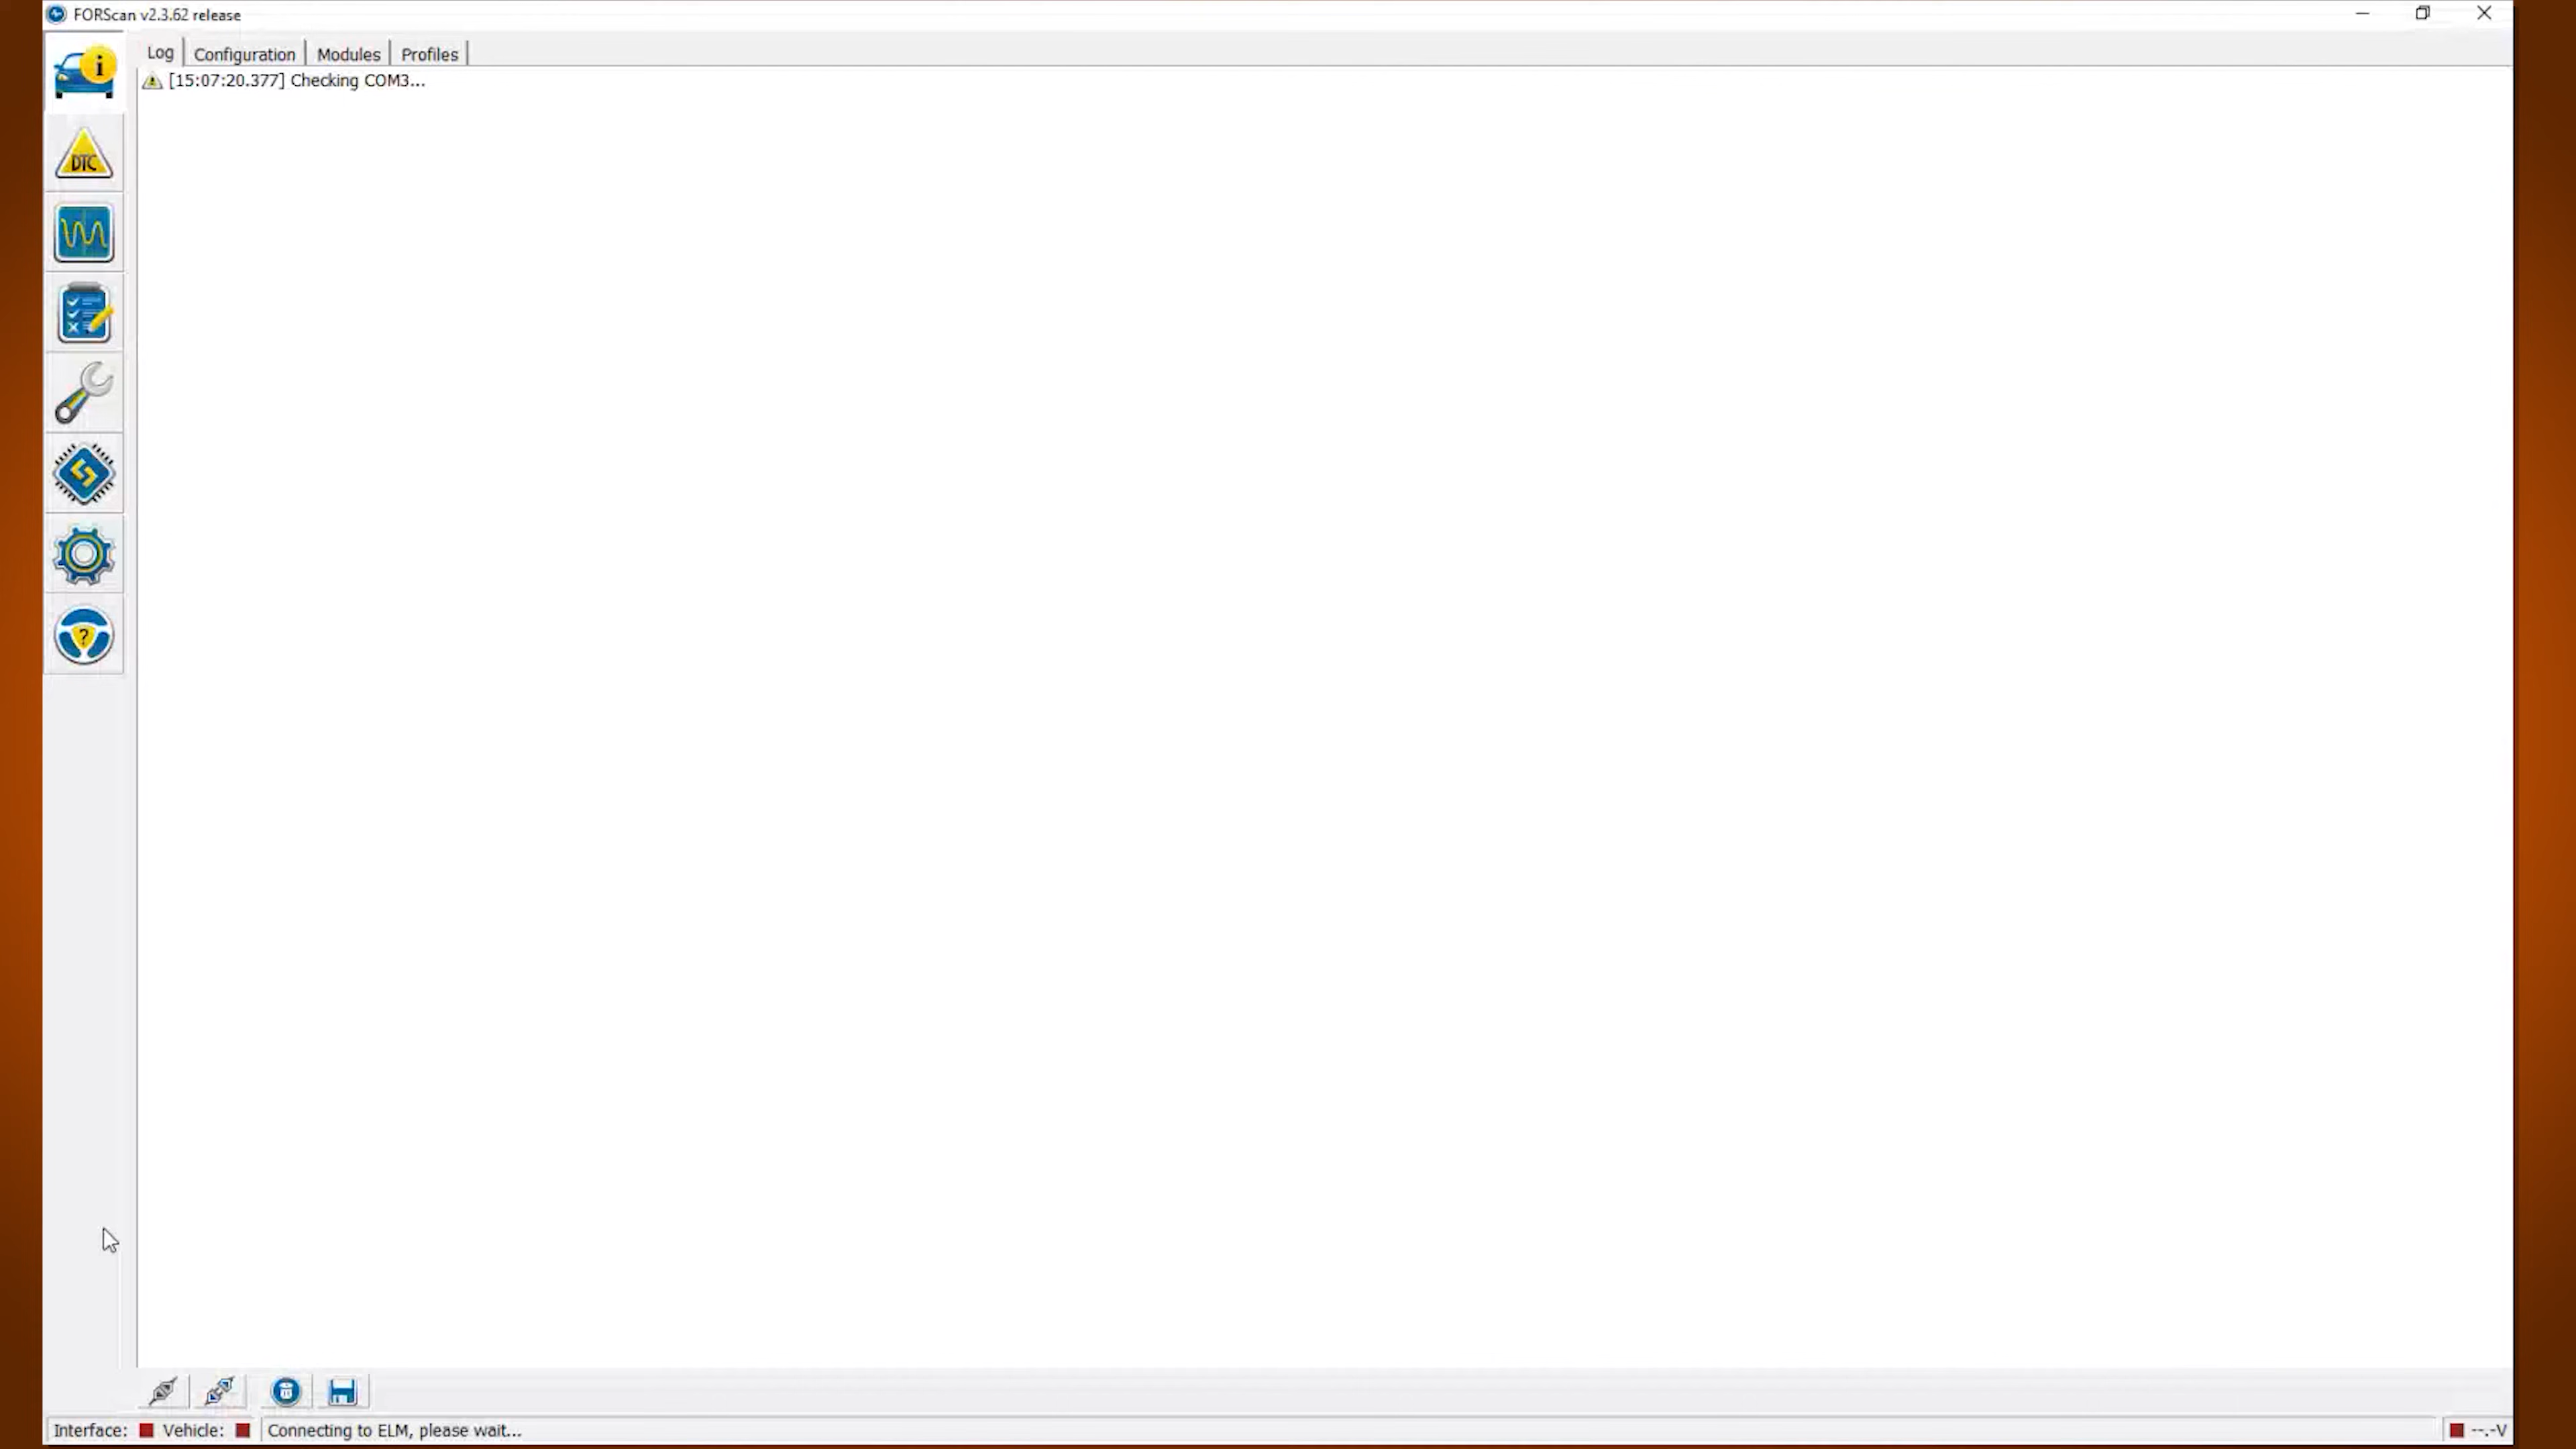 FORScan v2.3.62 release
Log Configuration Modules Profiles
[15:07:20.377] Checking COM3...
i
DTC
?
Interface: Vehicle: Connecting to ELM, please wait... --.-V